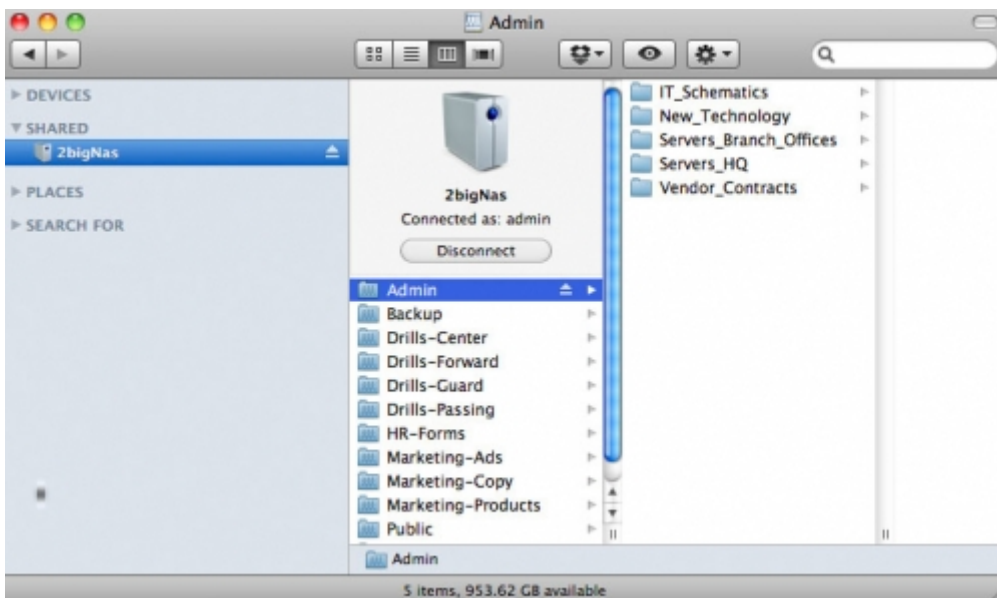 Admin
DEVICES
SHARED
2bigNas
PLACES
SEARCH FOR
2bigNas
Connected as: admin
Disconnect
Admin
Backup
Drills-Center
Drills-Forward
Drills-Guard
Drills-Passing
HR-Forms
Marketing-Ads
Marketing-Copy
Marketing-Products
Public
IT_Schematics
New_Technology
Servers_Branch_Offices
Servers_HQ
Vendor_Contracts
Admin
5 items, 953.62 GB available